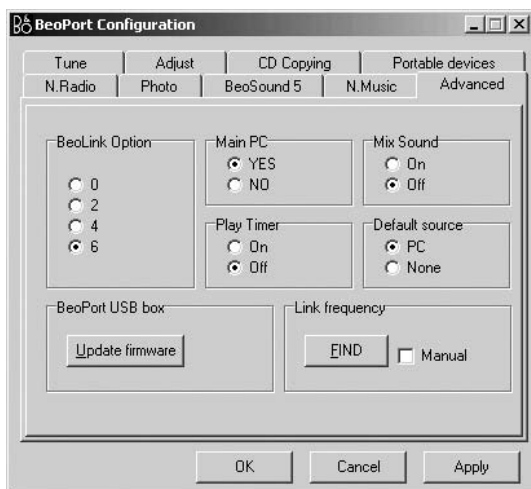 BeoPort Configuration
Tune Adjust CD Copying Portable devices
N.Radio Photo BeoSound 5 N.Music Advanced
BeoLink Option
0
2
4
6
Main PC
YES
NO
Mix Sound
On
Off
Play Timer
On
Off
Default source
PC
None
BeoPort USB box
Update firmware
Link frequency
FIND Manual
OK Cancel Apply